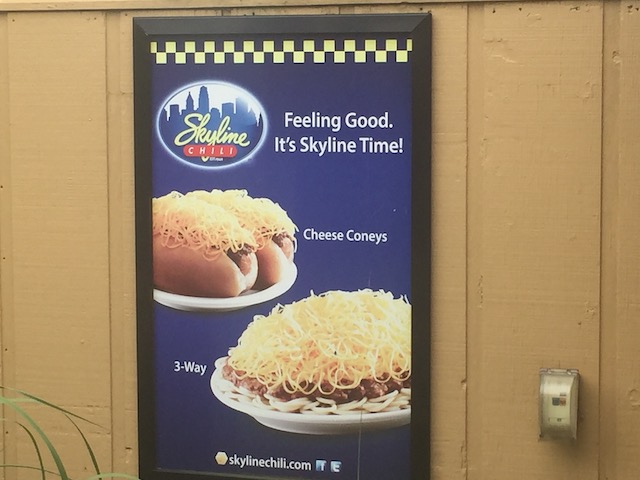 Skyline
CHILI
Feeling Good.
It's Skyline Time!
Cheese Coneys
3-Way
skylinechili.com